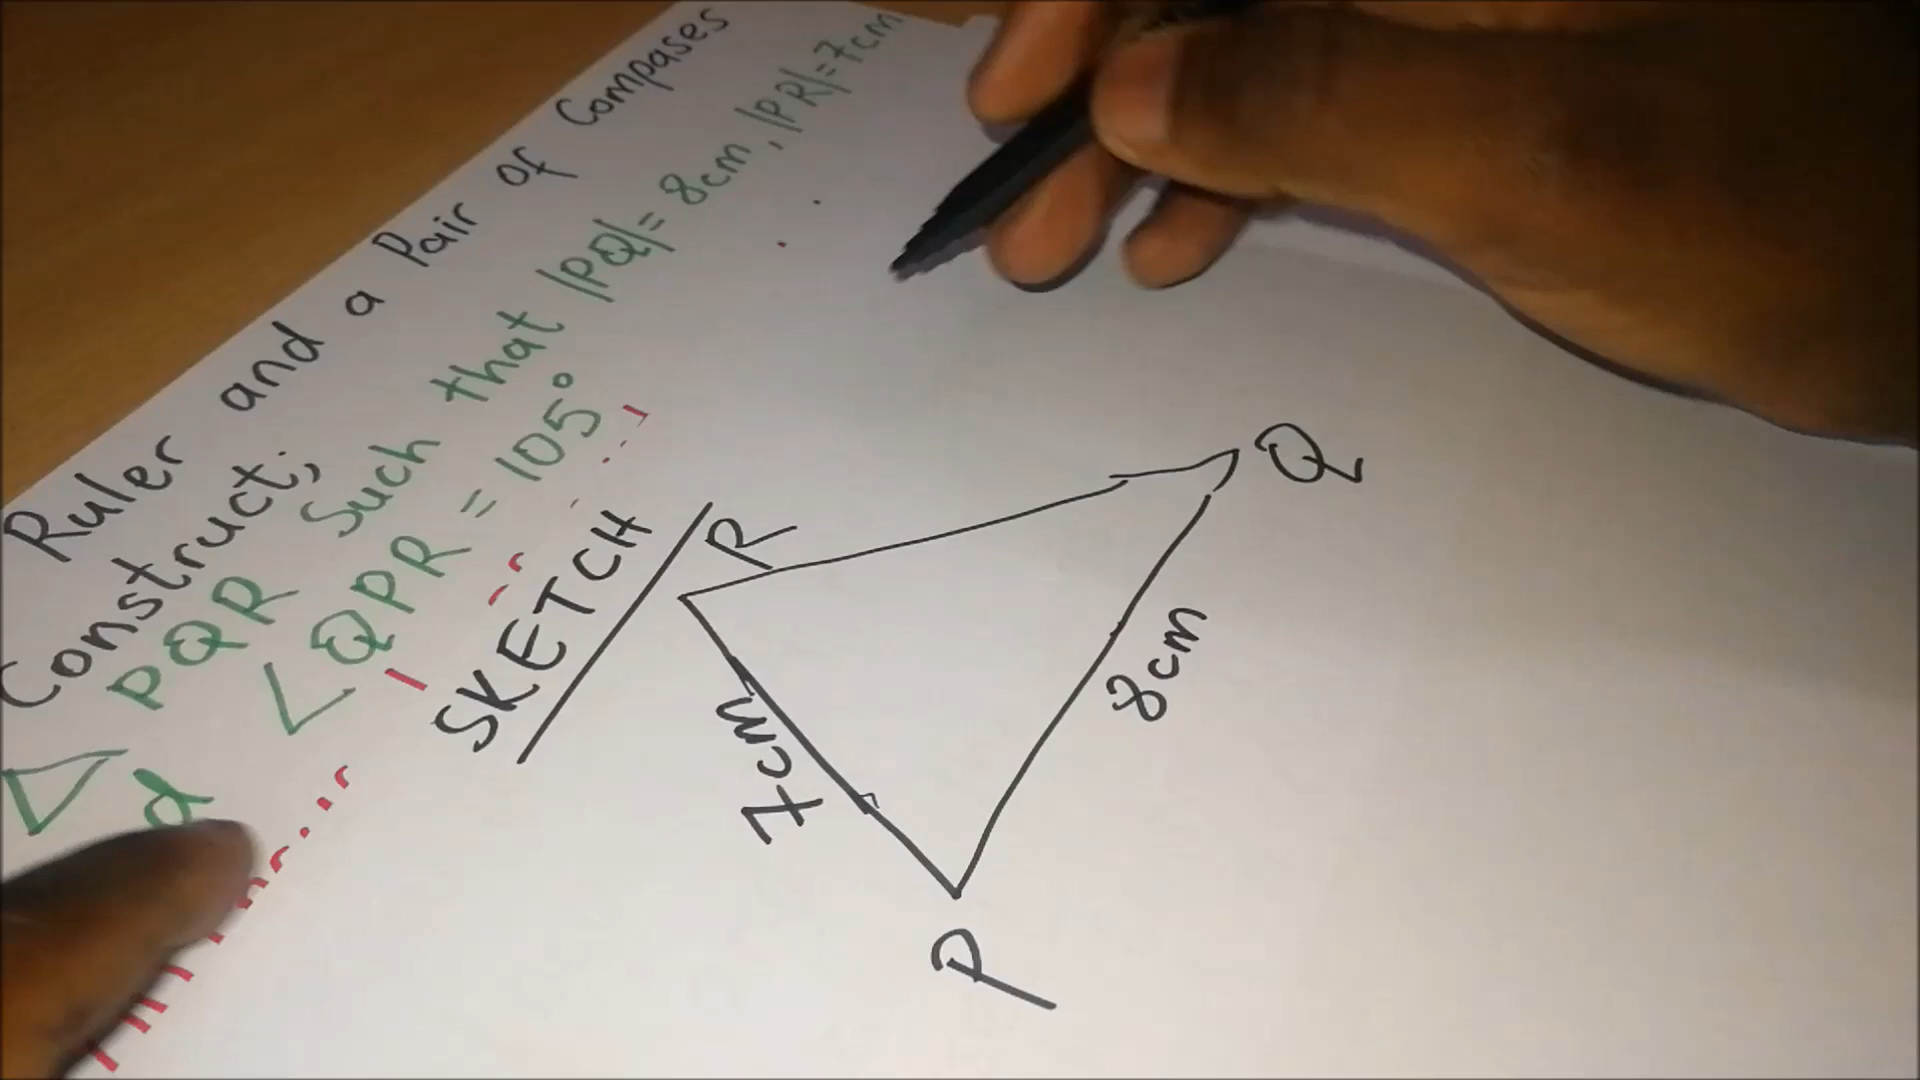 Ruler and a Pair of Compases
Construct;
△ PQR Such that |PQ|= 8cm, |PR|=7cm
<QPR = 105°
SKETCH
R
Q
7cm
8cm
P